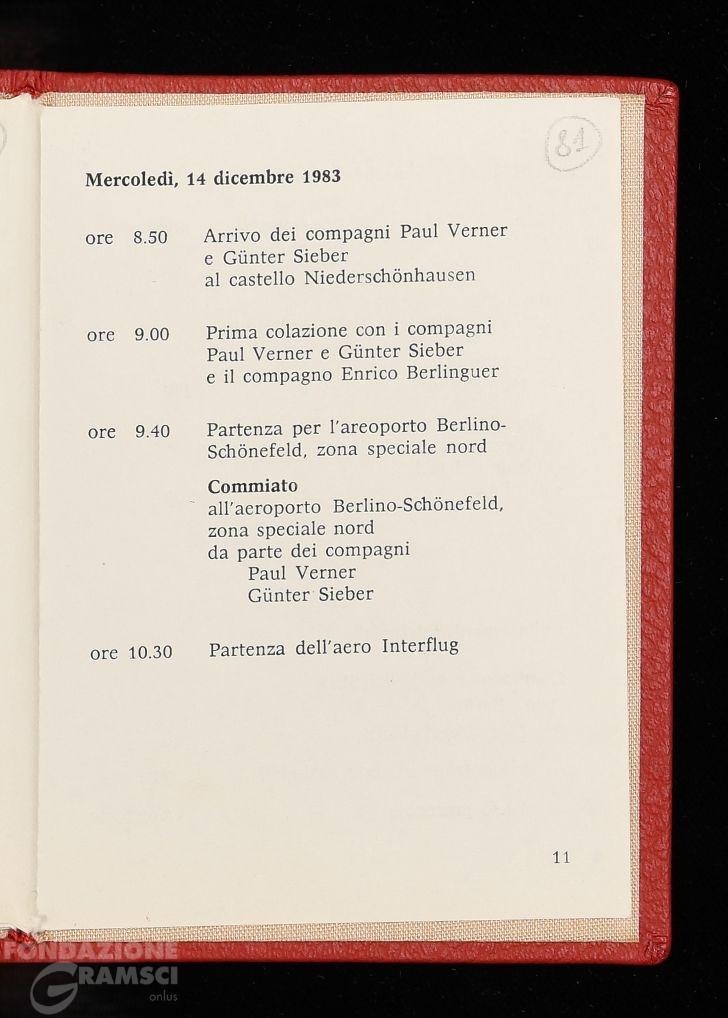 81
Mercoledì, 14 dicembre 1983
ore 8.50 Arrivo dei compagni Paul Verner
e Günter Sieber
al castello Niederschönhausen
ore 9.00 Prima colazione con i compagni
Paul Verner e Günter Sieber
e il compagno Enrico Berlinguer
ore 9.40 Partenza per l'areoporto Berlino-
Schönefeld, zona speciale nord
Commiato
all'aeroporto Berlino-Schönefeld,
zona speciale nord
da parte dei compagni
Paul Verner
Günter Sieber
ore 10.30 Partenza dell'aero Interflug
11
FONDAZIONE
GRAMSCI
onlus